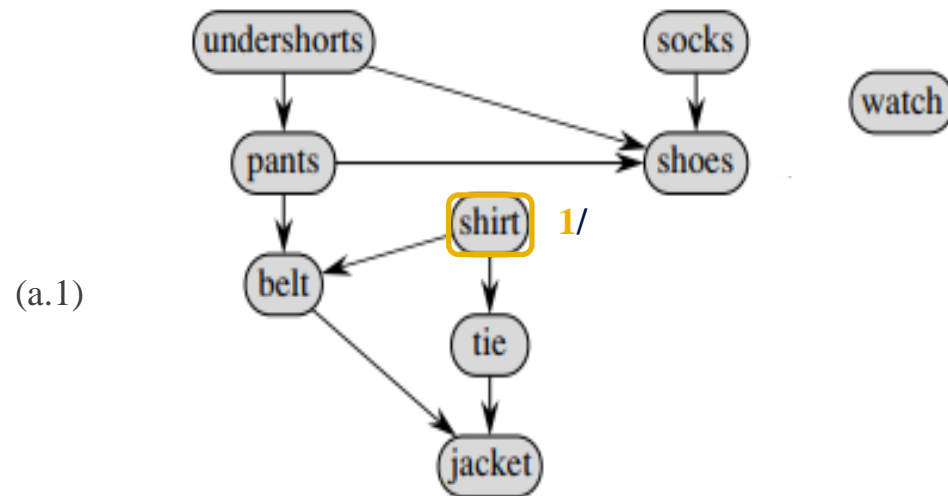 undershorts
socks
watch
pants
shoes
shirt 1/
belt
(a.1)
tie
jacket